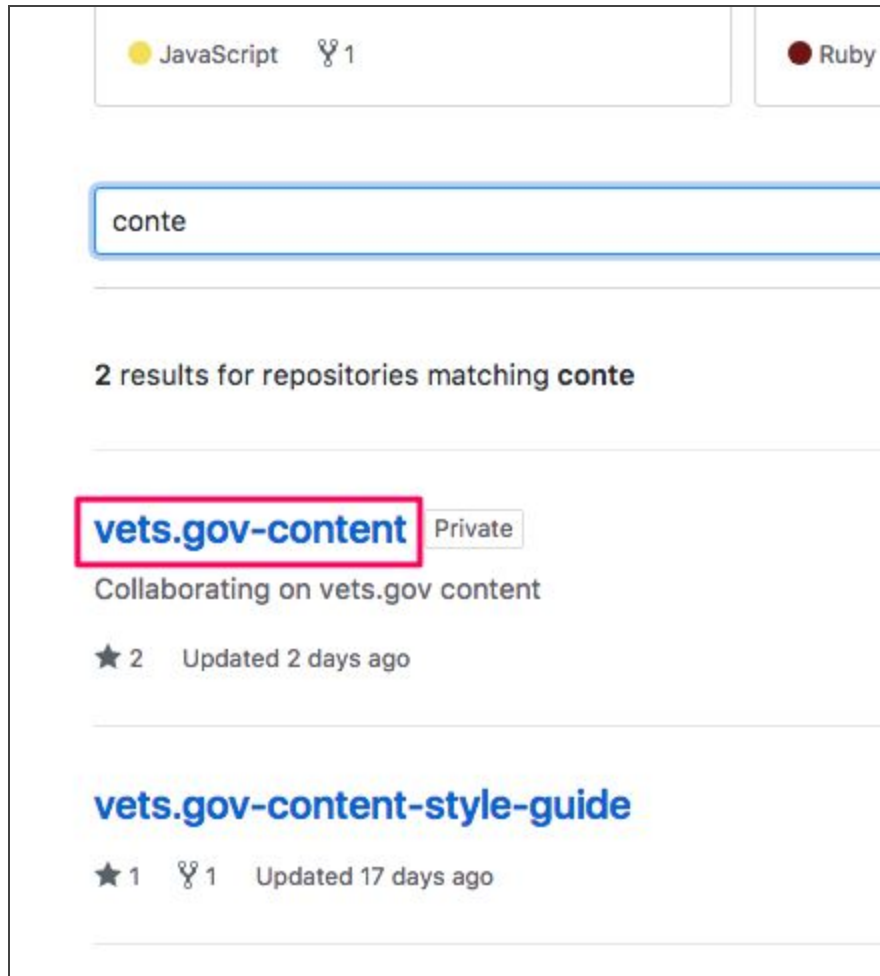 JavaScript 1 Ruby
conte
2 results for repositories matching conte
vets.gov-content Private
Collaborating on vets.gov content
2 Updated 2 days ago
vets.gov-content-style-guide
1 1 Updated 17 days ago